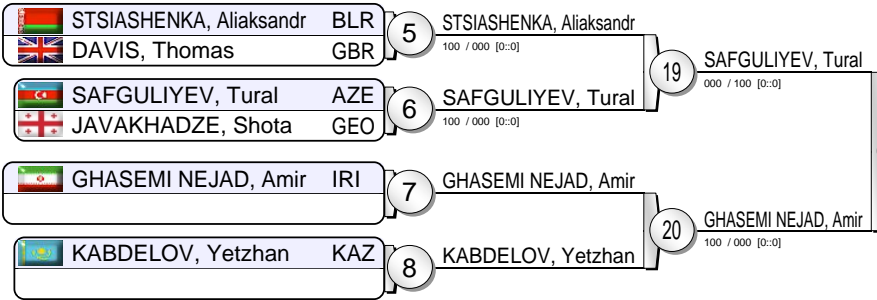 STSIASHENKA, Aliaksandr BLR
DAVIS, Thomas GBR
5
STSIASHENKA, Aliaksandr
100 / 000 [0::0]
SAFGULIYEV, Tural AZE
JAVAKHADZE, Shota GEO
6
SAFGULIYEV, Tural
100 / 000 [0::0]
19
SAFGULIYEV, Tural
000 / 100 [0::0]
GHASEMI NEJAD, Amir IRI
7
GHASEMI NEJAD, Amir
KABDELOV, Yetzhan KAZ
8
KABDELOV, Yetzhan
20
GHASEMI NEJAD, Amir
100 / 000 [0::0]